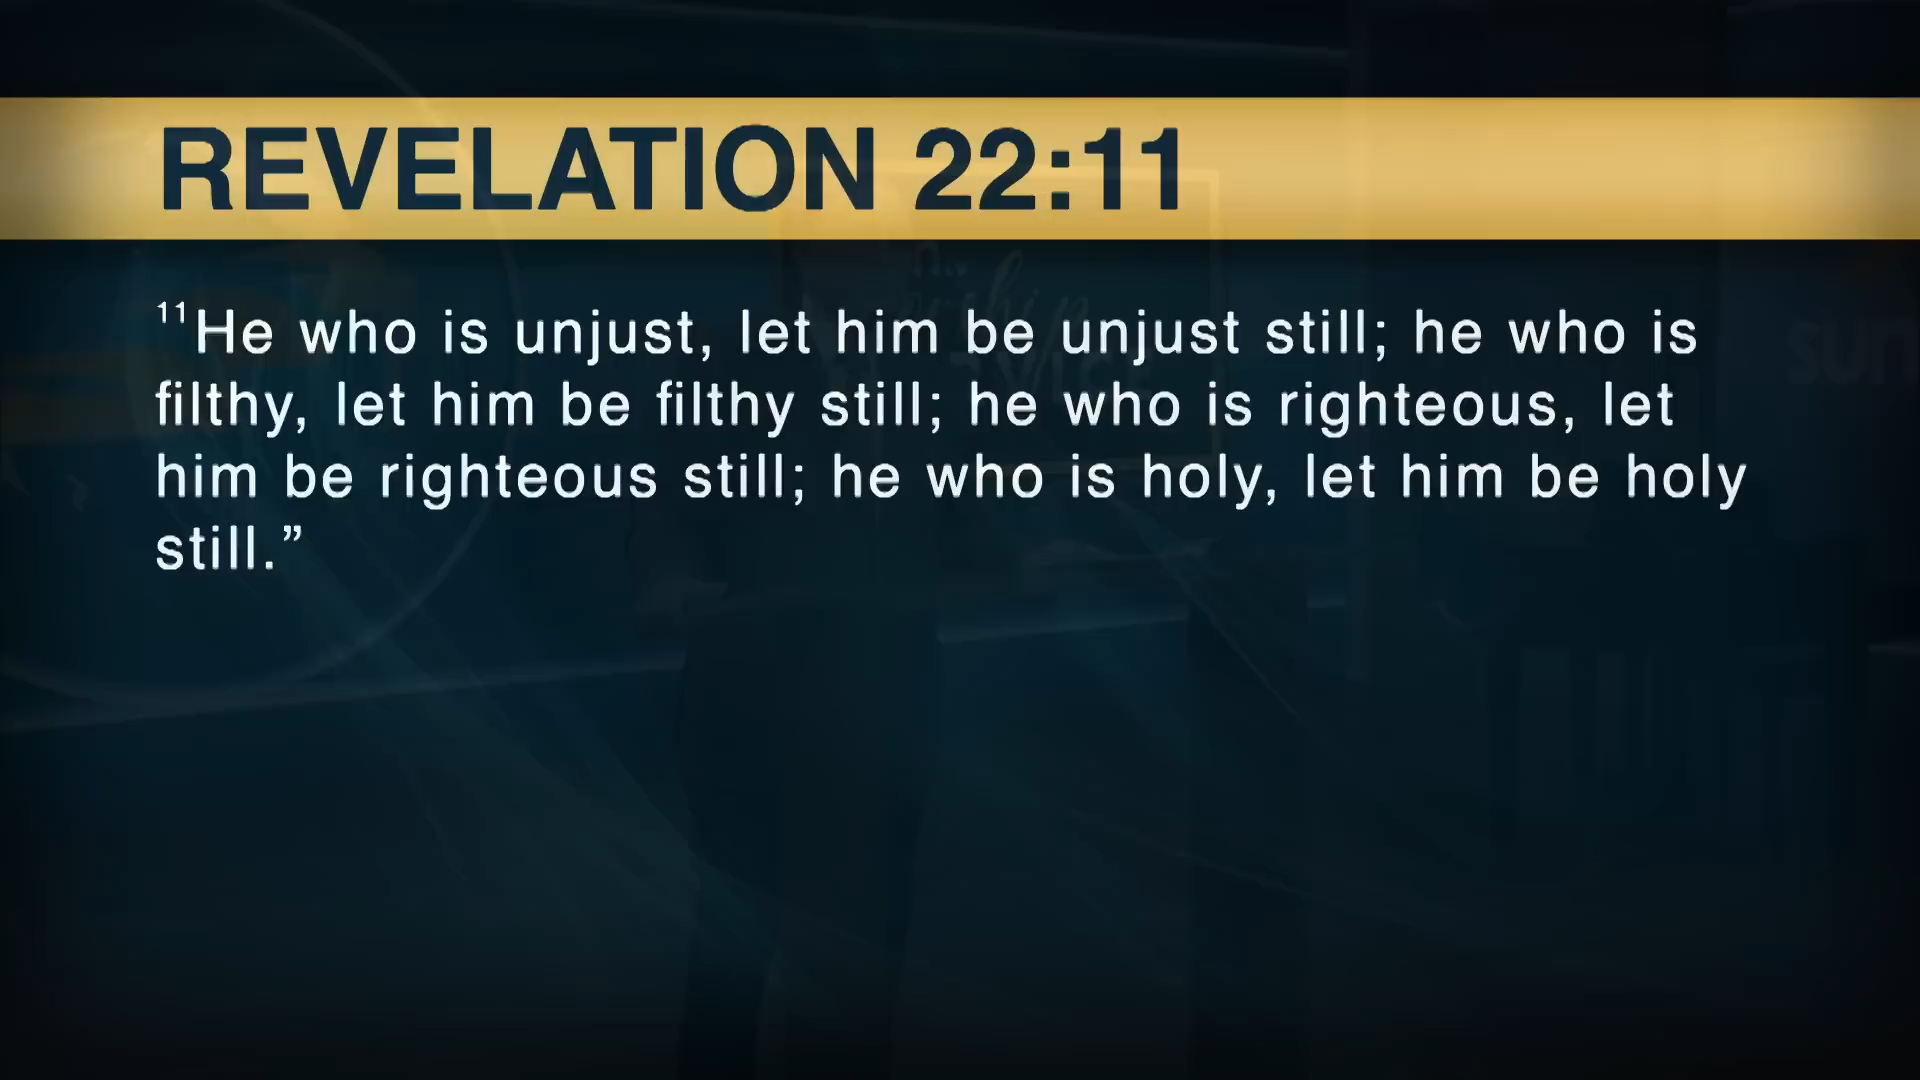 REVELATION 22:11
¹¹He who is unjust, let him be unjust still; he who is
filthy, let him be filthy still; he who is righteous, let
him be righteous still; he who is holy, let him be holy
still.”